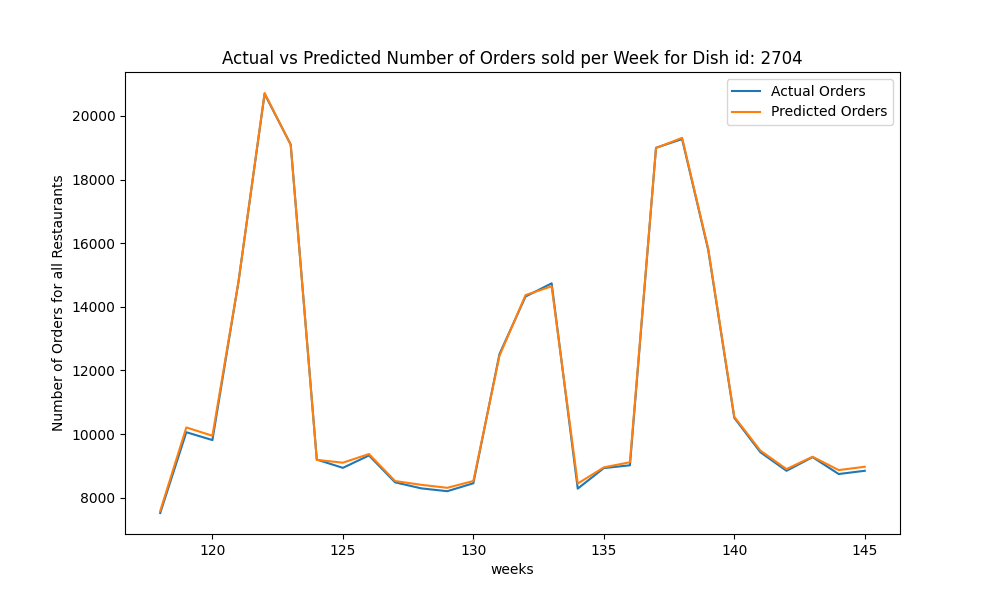 Actual vs Predicted Number of Orders sold per Week for Dish id: 2704
Actual Orders
Predicted Orders
Number of Orders for all Restaurants
20000
18000
16000
14000
12000
10000
8000
120
125
130
135
140
145
weeks